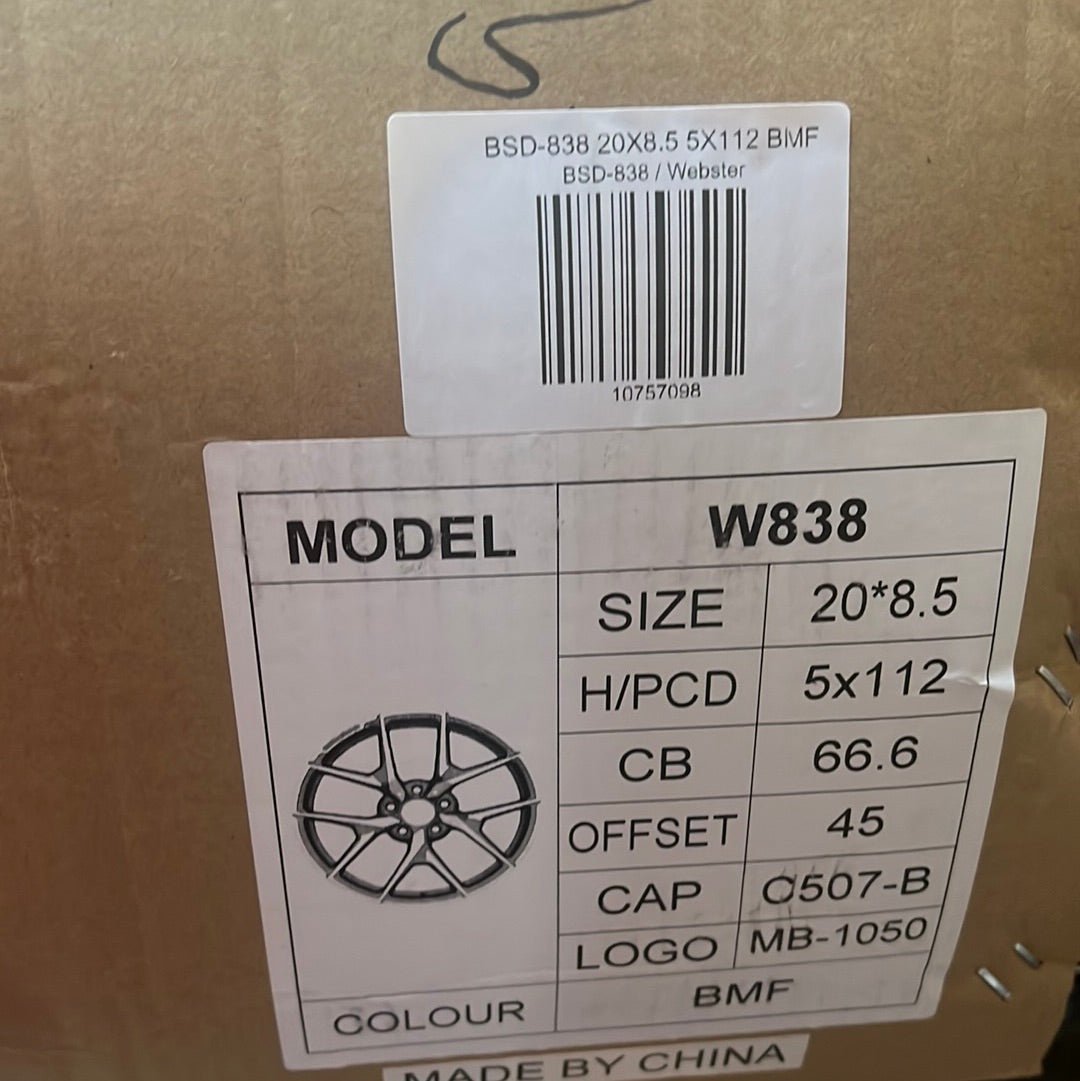 BSD-838 20X8.5 5X112 BMF
BSD-838 / Webster
10757098
MODEL W838
SIZE 20*8.5
H/PCD 5x112
CB 66.6
OFFSET 45
CAP C507-B
LOGO MB-1050
COLOUR BMF
MADE BY CHINA